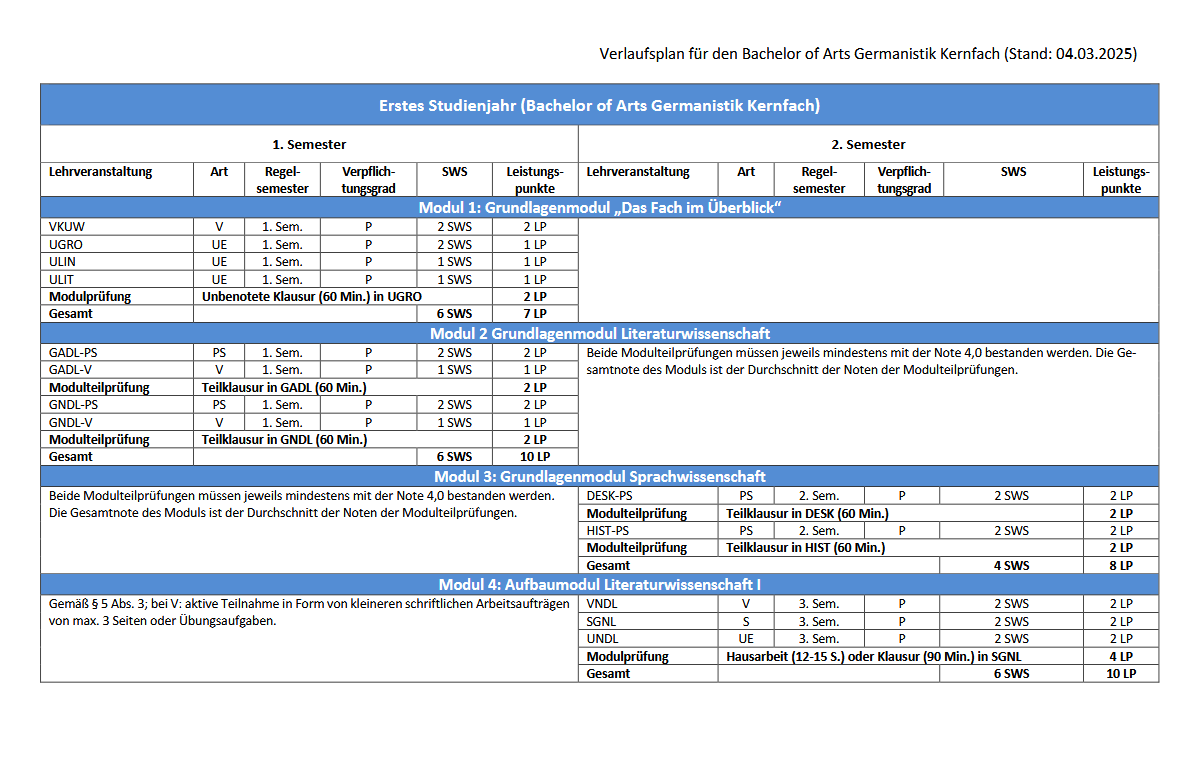 Verlaufsplan für den Bachelor of Arts Germanistik Kernfach (Stand: 04.03.2025)
Erstes Studienjahr (Bachelor of Arts Germanistik Kernfach)
1. Semester 2. Semester
Lehrveranstaltung Art Regel- Verpflich- SWS Leistungs- Lehrveranstaltung Art Regel- Verpflich- SWS Leistungs-
semester tungsgrad punkte semester tungsgrad punkte
Modul 1: Grundlagenmodul „Das Fach im Überblick“
VKUW V 1. Sem. P 2 SWS 2 LP
UGRO UE 1. Sem. P 2 SWS 1 LP
ULIN UE 1. Sem. P 1 SWS 1 LP
ULIT UE 1. Sem. P 1 SWS 1 LP
Modulprüfung Unbenotete Klausur (60 Min.) in UGRO 2 LP
Gesamt 6 SWS 7 LP
Modul 2 Grundlagenmodul Literaturwissenschaft
GADL-PS PS 1. Sem. P 2 SWS 2 LP Beide Modulteilprüfungen müssen jeweils mindestens mit der Note 4,0 bestanden werden. Die Ge-
GADL-V V 1. Sem. P 1 SWS 1 LP samtnote des Moduls ist der Durchschnitt der Noten der Modulteilprüfungen.
Modulteilprüfung Teilklausur in GADL (60 Min.) 2 LP
GNDL-PS PS 1. Sem. P 2 SWS 2 LP
GNDL-V V 1. Sem. P 1 SWS 1 LP
Modulteilprüfung Teilklausur in GNDL (60 Min.) 2 LP
Gesamt 6 SWS 10 LP
Modul 3: Grundlagenmodul Sprachwissenschaft
Beide Modulteilprüfungen müssen jeweils mindestens mit der Note 4,0 bestanden werden. DESK-PS PS 2. Sem. P 2 SWS 2 LP
Die Gesamtnote des Moduls ist der Durchschnitt der Noten der Modulteilprüfungen. Modulteilprüfung Teilklausur in DESK (60 Min.) 2 LP
HIST-PS PS 2. Sem. P 2 SWS 2 LP
Modulteilprüfung Teilklausur in HIST (60 Min.) 2 LP
Gesamt 4 SWS 8 LP
Modul 4: Aufbaumodul Literaturwissenschaft I
Gemäß § 5 Abs. 3; bei V: aktive Teilnahme in Form von kleineren schriftlichen Arbeitsaufträgen VNDL V 3. Sem. P 2 SWS 2 LP
von max. 3 Seiten oder Übungsaufgaben. SGNL S 3. Sem. P 2 SWS 2 LP
UNDL UE 3. Sem. P 2 SWS 2 LP
Modulprüfung Hausarbeit (12-15 S.) oder Klausur (90 Min.) in SGNL 4 LP
Gesamt 6 SWS 10 LP